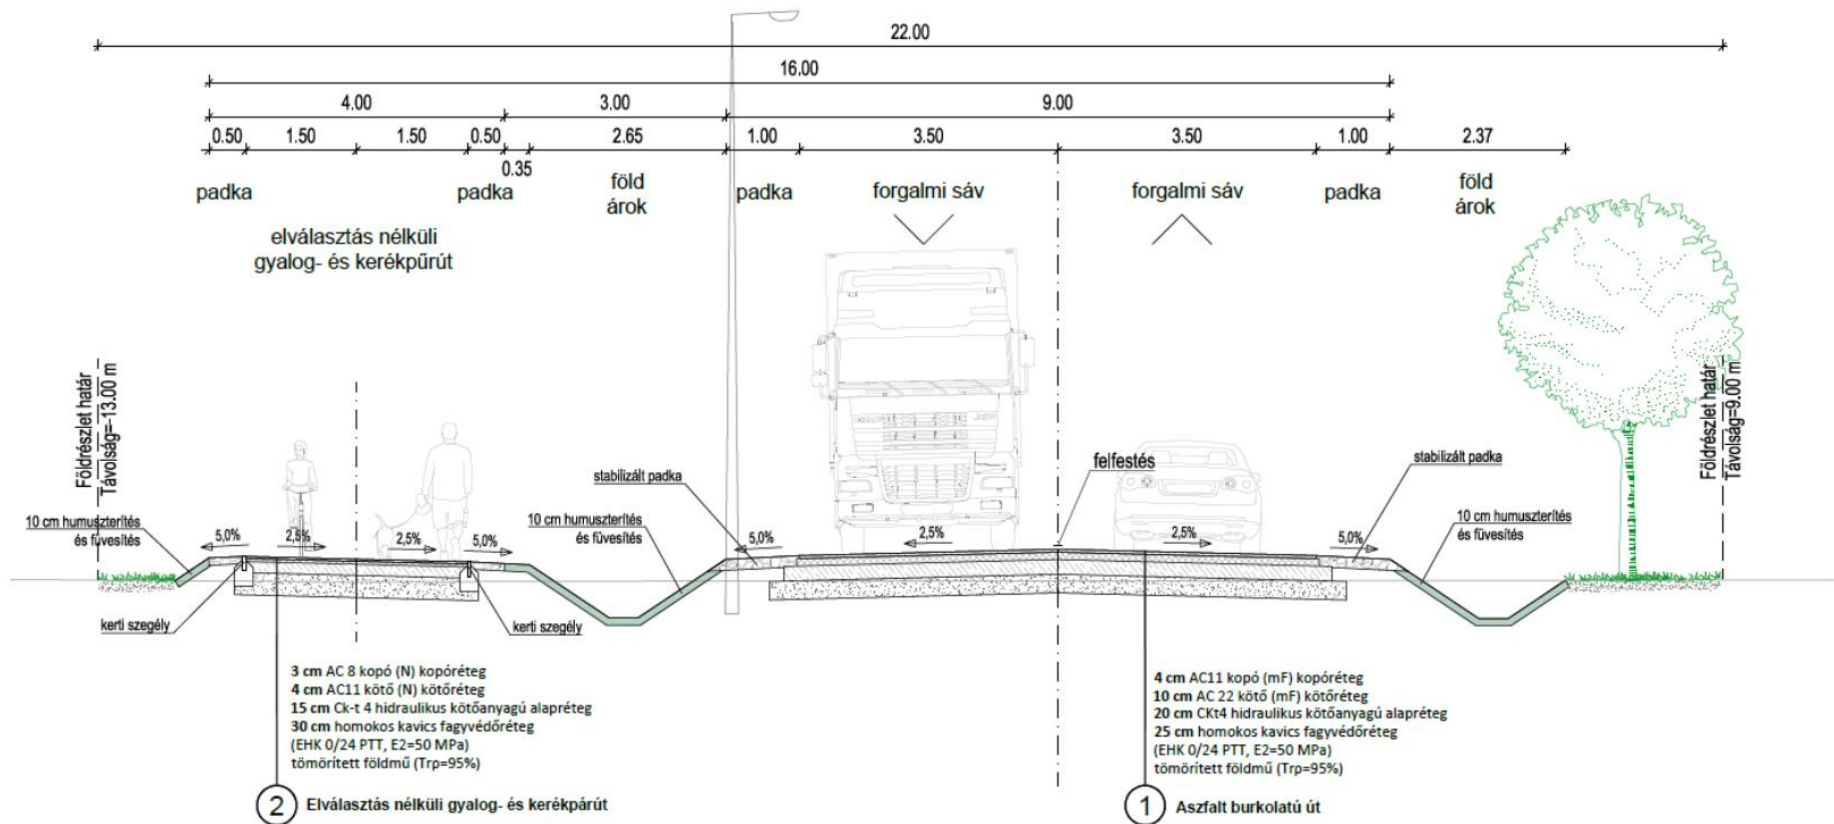 22.00
16.00
4.00 3.00 9.00
0.50 1.50 1.50 0.50 2.65 1.00 3.50 3.50 1.00 2.37
0.35
padka padka föld árok padka forgalmi sáv forgalmi sáv padka föld árok
elválasztás nélküli
gyalog- és kerékpűrút
Földrészlet határ
Távolság=-13.00 m
Földrészlet határ
Távolság=9.00 m
stabilizált padka
felfestés
stabilizált padka
10 cm humuszterítés
és füvesítés
10 cm humuszterítés
és füvesítés
10 cm humuszterítés
és füvesítés
5,0% 2,5% 2,5% 5,0% 5,0% 2,5% 2,5% 5,0%
kerti szegély
kerti szegély
3 cm AC 8 kopó (N) kopóréteg
4 cm AC11 kötő (N) kötőréteg
15 cm Ck-t 4 hidraulikus kötőanyagú alapréteg
30 cm homokos kavics fagyvédőréteg
(EHK 0/24 PTT, E2=50 MPa)
tömörített földmű (Trρ=95%)
2 Elválasztás nélküli gyalog- és kerékpárút
4 cm AC11 kopó (mF) kopóréteg
10 cm AC 22 kötő (mF) kötőréteg
20 cm CKt4 hidraulikus kötőanyagú alapréteg
25 cm homokos kavics fagyvédőréteg
(EHK 0/24 PTT, E2=50 MPa)
tömörített földmű (Trρ=95%)
1 Aszfalt burkolatú út